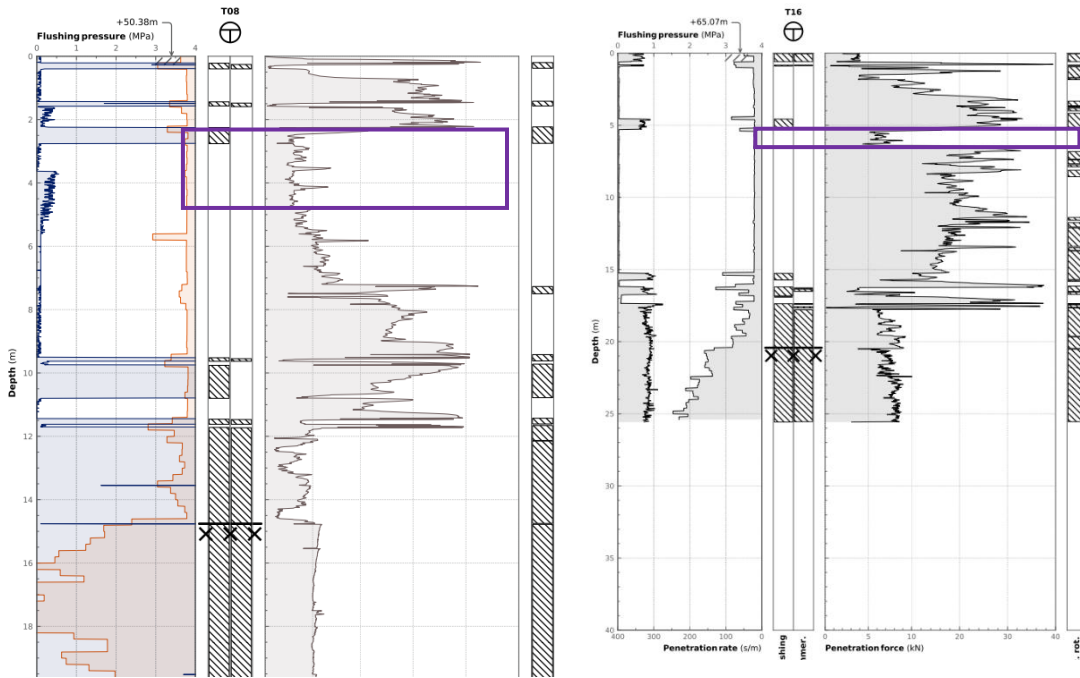 T08
+50.38m
Flushing pressure (MPa)
0 1 2 3 4
0
2
4
6
8
10
12
14
16
18
Depth (m)
T16
+65.07m
Flushing pressure (MPa)
0 1 2 3 4
0
5
10
15
20
25
30
35
40
Depth (m)
400 300 200 100 0
Penetration rate (s/m)
shing
mer.
0 5 10 20 30 40
Penetration force (kN)
. rot.